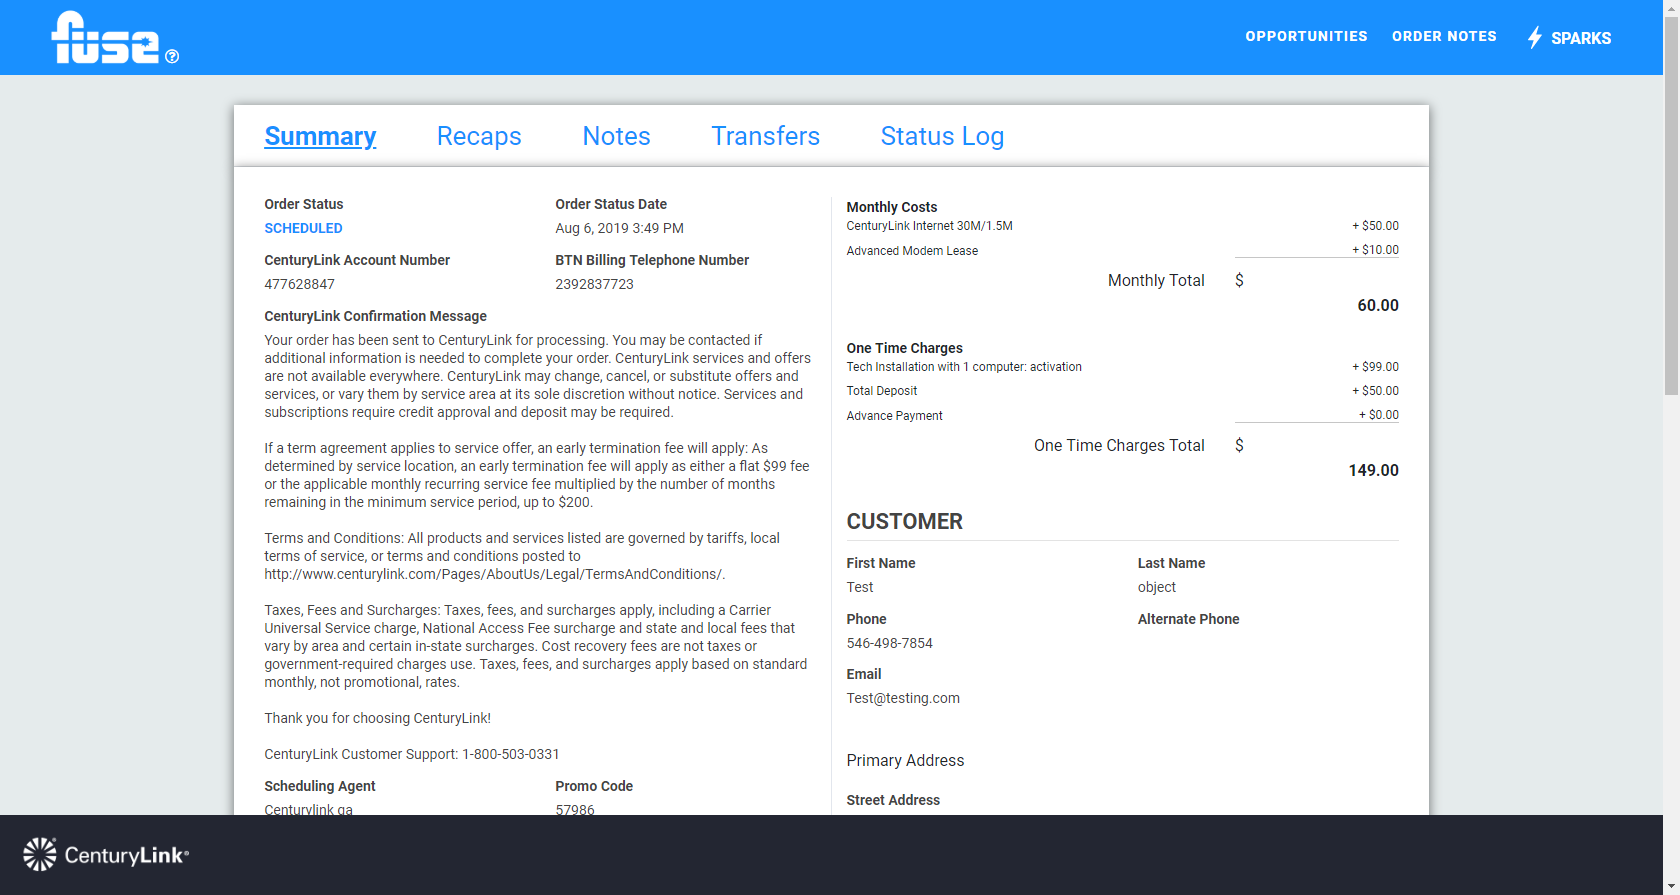 fuse
?
OPPORTUNITIES
ORDER NOTES
SPARKS
Summary
Recaps
Notes
Transfers
Status Log
Order Status
SCHEDULED
Order Status Date
Aug 6, 2019 3:49 PM
CenturyLink Account Number
477628847
BTN Billing Telephone Number
2392837723
CenturyLink Confirmation Message
Your order has been sent to CenturyLink for processing. You may be contacted if
additional information is needed to complete your order. CenturyLink services and offers
are not available everywhere. CenturyLink may change, cancel, or substitute offers and
services, or vary them by service area at its sole discretion without notice. Services and
subscriptions require credit approval and deposit may be required.
If a term agreement applies to service offer, an early termination fee will apply: As
determined by service location, an early termination fee will apply as either a flat $99 fee
or the applicable monthly recurring service fee multiplied by the number of months
remaining in the minimum service period, up to $200.
Terms and Conditions: All products and services listed are governed by tariffs, local
terms of service, or terms and conditions posted to
http://www.centurylink.com/Pages/AboutUs/Legal/TermsAndConditions/.
Taxes, Fees and Surcharges: Taxes, fees, and surcharges apply, including a Carrier
Universal Service charge, National Access Fee surcharge and state and local fees that
vary by area and certain in-state surcharges. Cost recovery fees are not taxes or
government-required charges use. Taxes, fees, and surcharges apply based on standard
monthly, not promotional, rates.
Thank you for choosing CenturyLink!
CenturyLink Customer Support: 1-800-503-0331
Scheduling Agent
Centurylink qa
Promo Code
57986
Monthly Costs
CenturyLink Internet 30M/1.5M + $50.00
Advanced Modem Lease + $10.00
Monthly Total $
60.00
One Time Charges
Tech Installation with 1 computer: activation + $99.00
Total Deposit + $50.00
Advance Payment + $0.00
One Time Charges Total $
149.00
CUSTOMER
First Name
Test
Last Name
object
Phone
546-498-7854
Alternate Phone
Email
Test@testing.com
Primary Address
Street Address
CenturyLink®